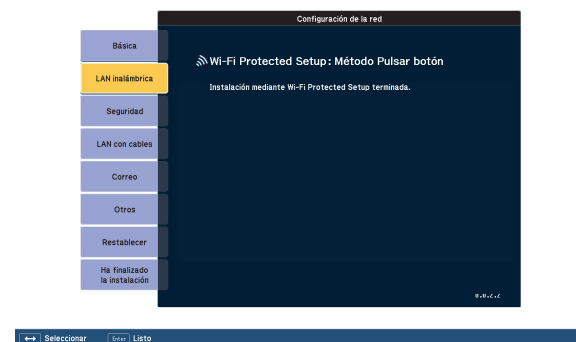 Configuración de la red
Básica
LAN inalámbrica
Seguridad
LAN con cables
Correo
Otros
Restablecer
Ha finalizado
la instalación
Wi-Fi Protected Setup: Método Pulsar botón
Instalación mediante Wi-Fi Protected Setup terminada.
Seleccionar
Enter Listo